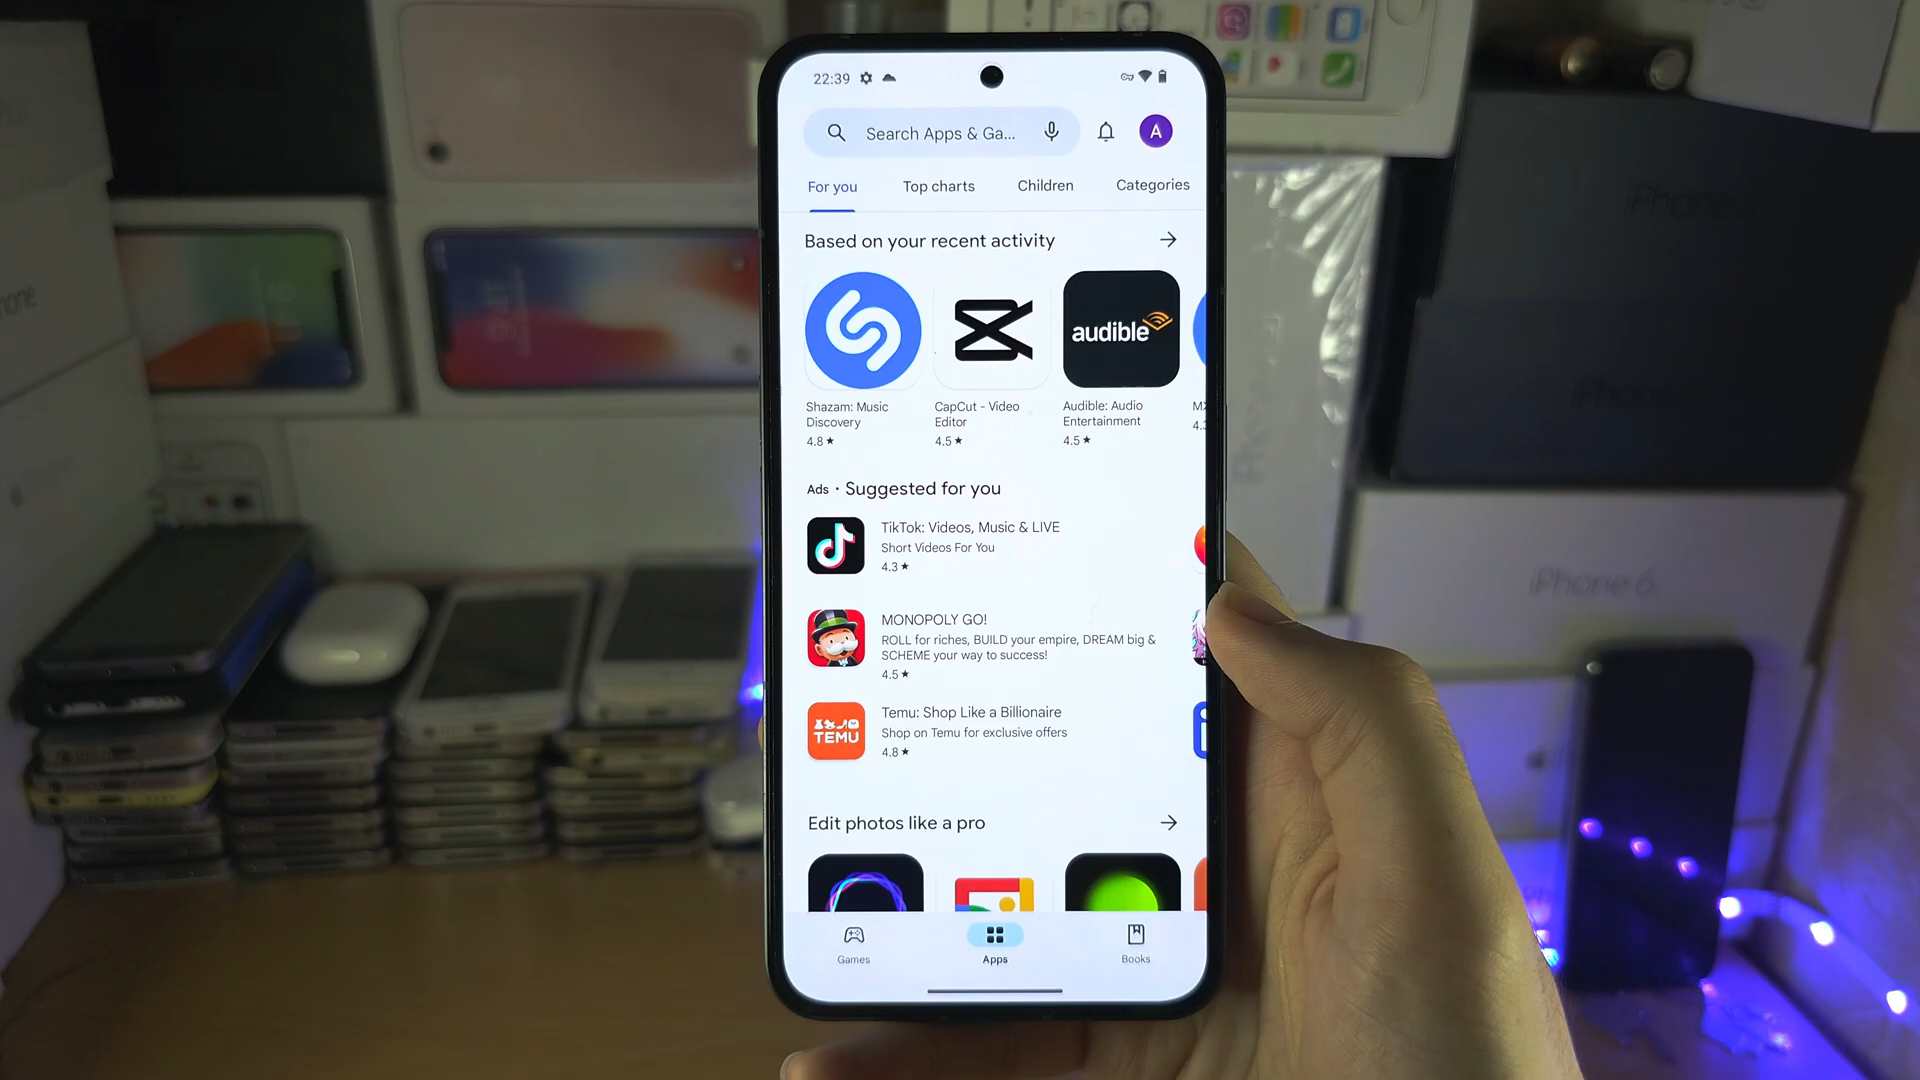 22:39
Search Apps & Ga...
A
For you
Top charts
Children
Categories
Based on your recent activity
audible
Shazam: Music
Discovery
4.8 ★
CapCut - Video
Editor
4.5 ★
Audible: Audio
Entertainment
4.5 ★
Ads • Suggested for you
TikTok: Videos, Music & LIVE
Short Videos For You
4.3 ★
MONOPOLY GO!
ROLL for riches, BUILD your empire, DREAM big &
SCHEME your way to success!
4.5 ★
TEMU
Temu: Shop Like a Billionaire
Shop on Temu for exclusive offers
4.8 ★
Edit photos like a pro
Games
Apps
Books
iPhone
iPhone
iPhone 6